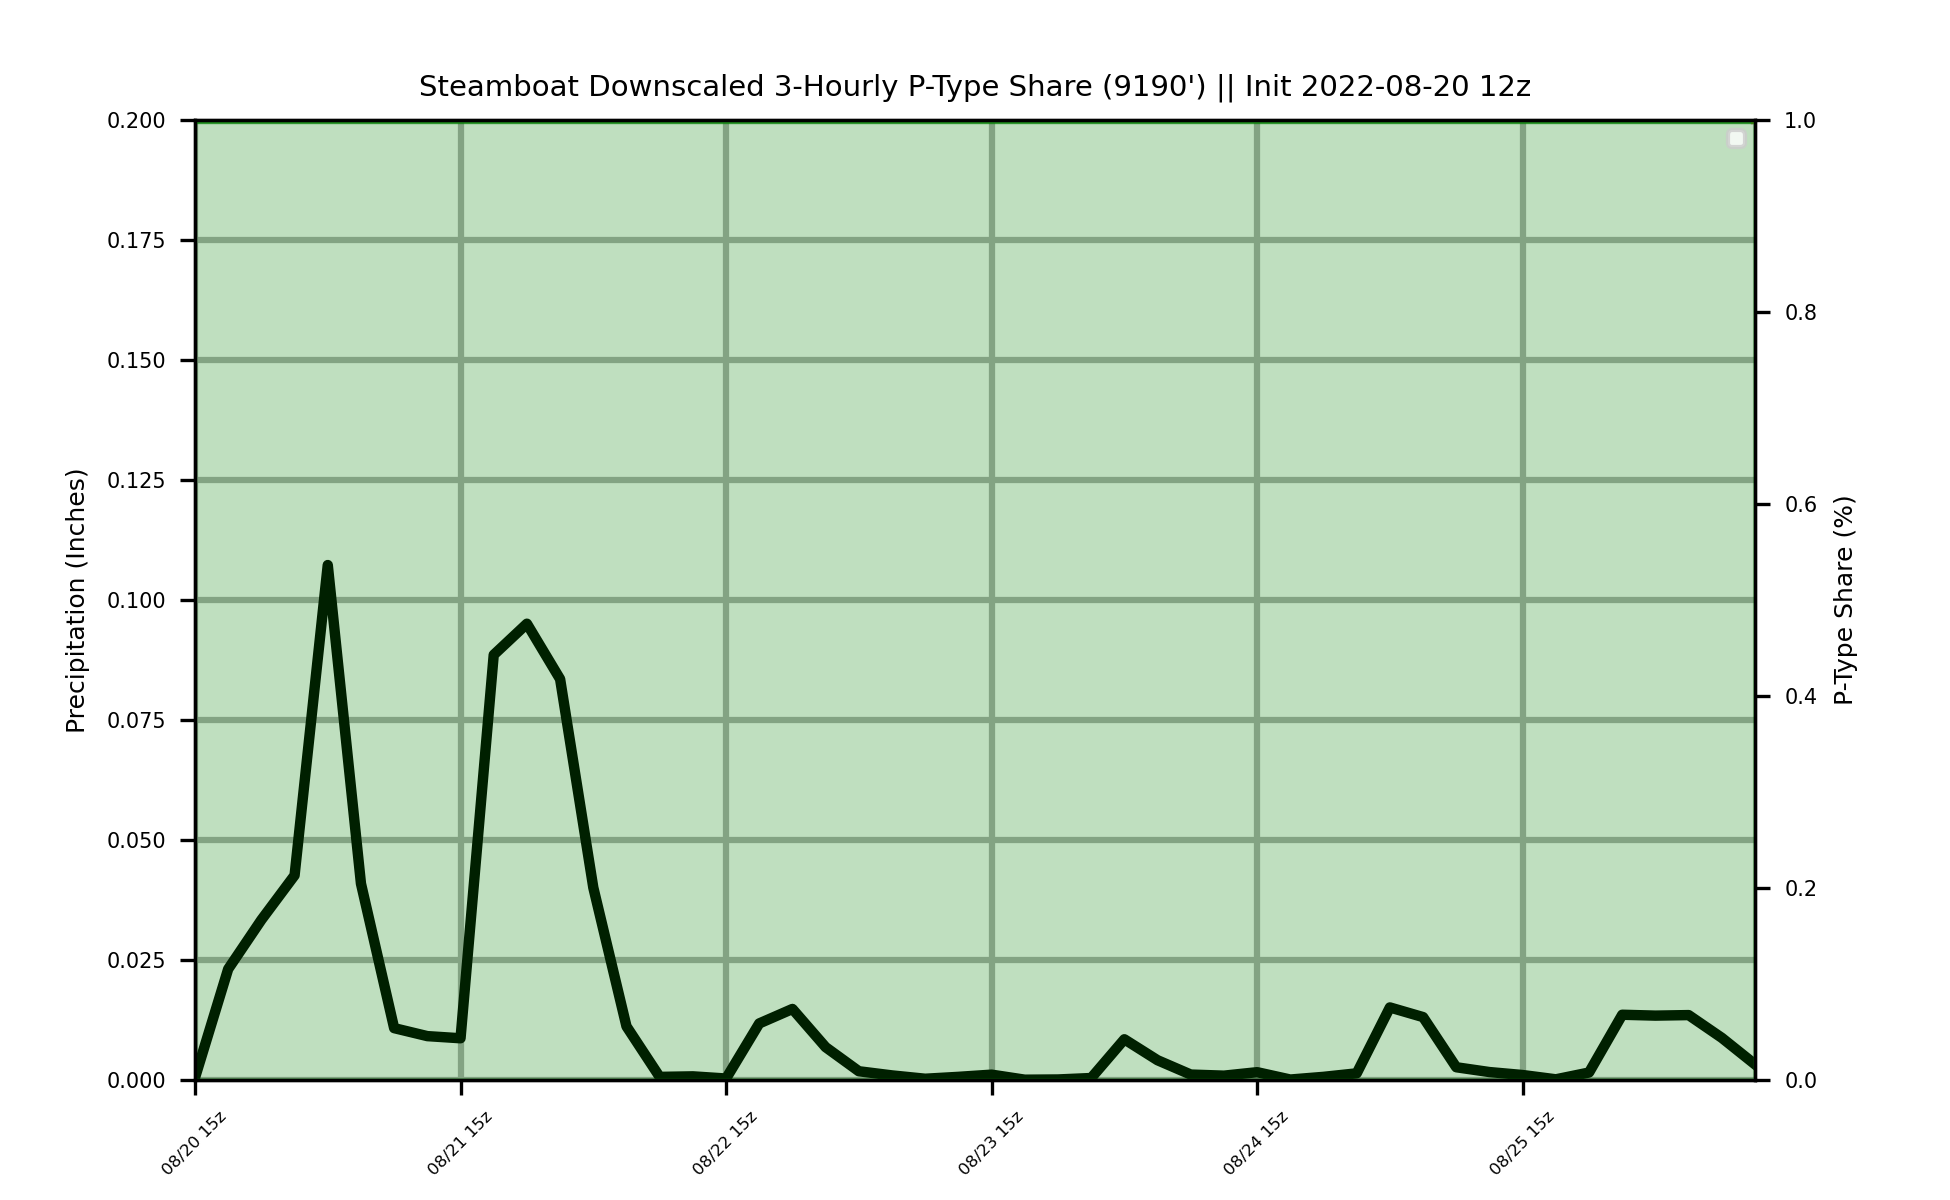 Steamboat Downscaled 3-Hourly P-Type Share (9190') || Init 2022-08-20 12z
Precipitation (Inches)
0.200
0.175
0.150
0.125
0.100
0.075
0.050
0.025
0.000
1.0
0.8
0.6
0.4
0.2
0.0
P-Type Share (%)
08/20 15z
08/21 15z
08/22 15z
08/23 15z
08/24 15z
08/25 15z